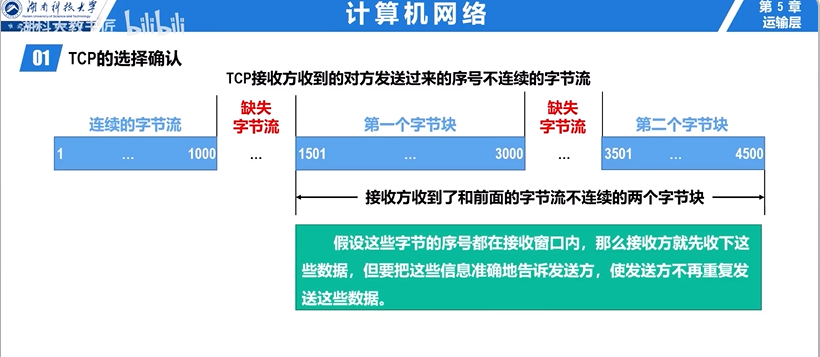 湖南科技大学
Hunan University of Science and Technology
湖科大教书匠 bilibili
计算机网络
第 5 章
运输层
01 TCP的选择确认
TCP接收方收到的对方发送过来的序号不连续的字节流
连续的字节流 缺失字节流 第一个字节块 缺失字节流 第二个字节块
1 … 1000 … 1501 … 3000 … 3501 … 4500
接收方收到了和前面的字节流不连续的两个字节块
假设这些字节的序号都在接收窗口内，那么接收方就先收下这
些数据，但要把这些信息准确地告诉发送方，使发送方不再重复发
送这些数据。